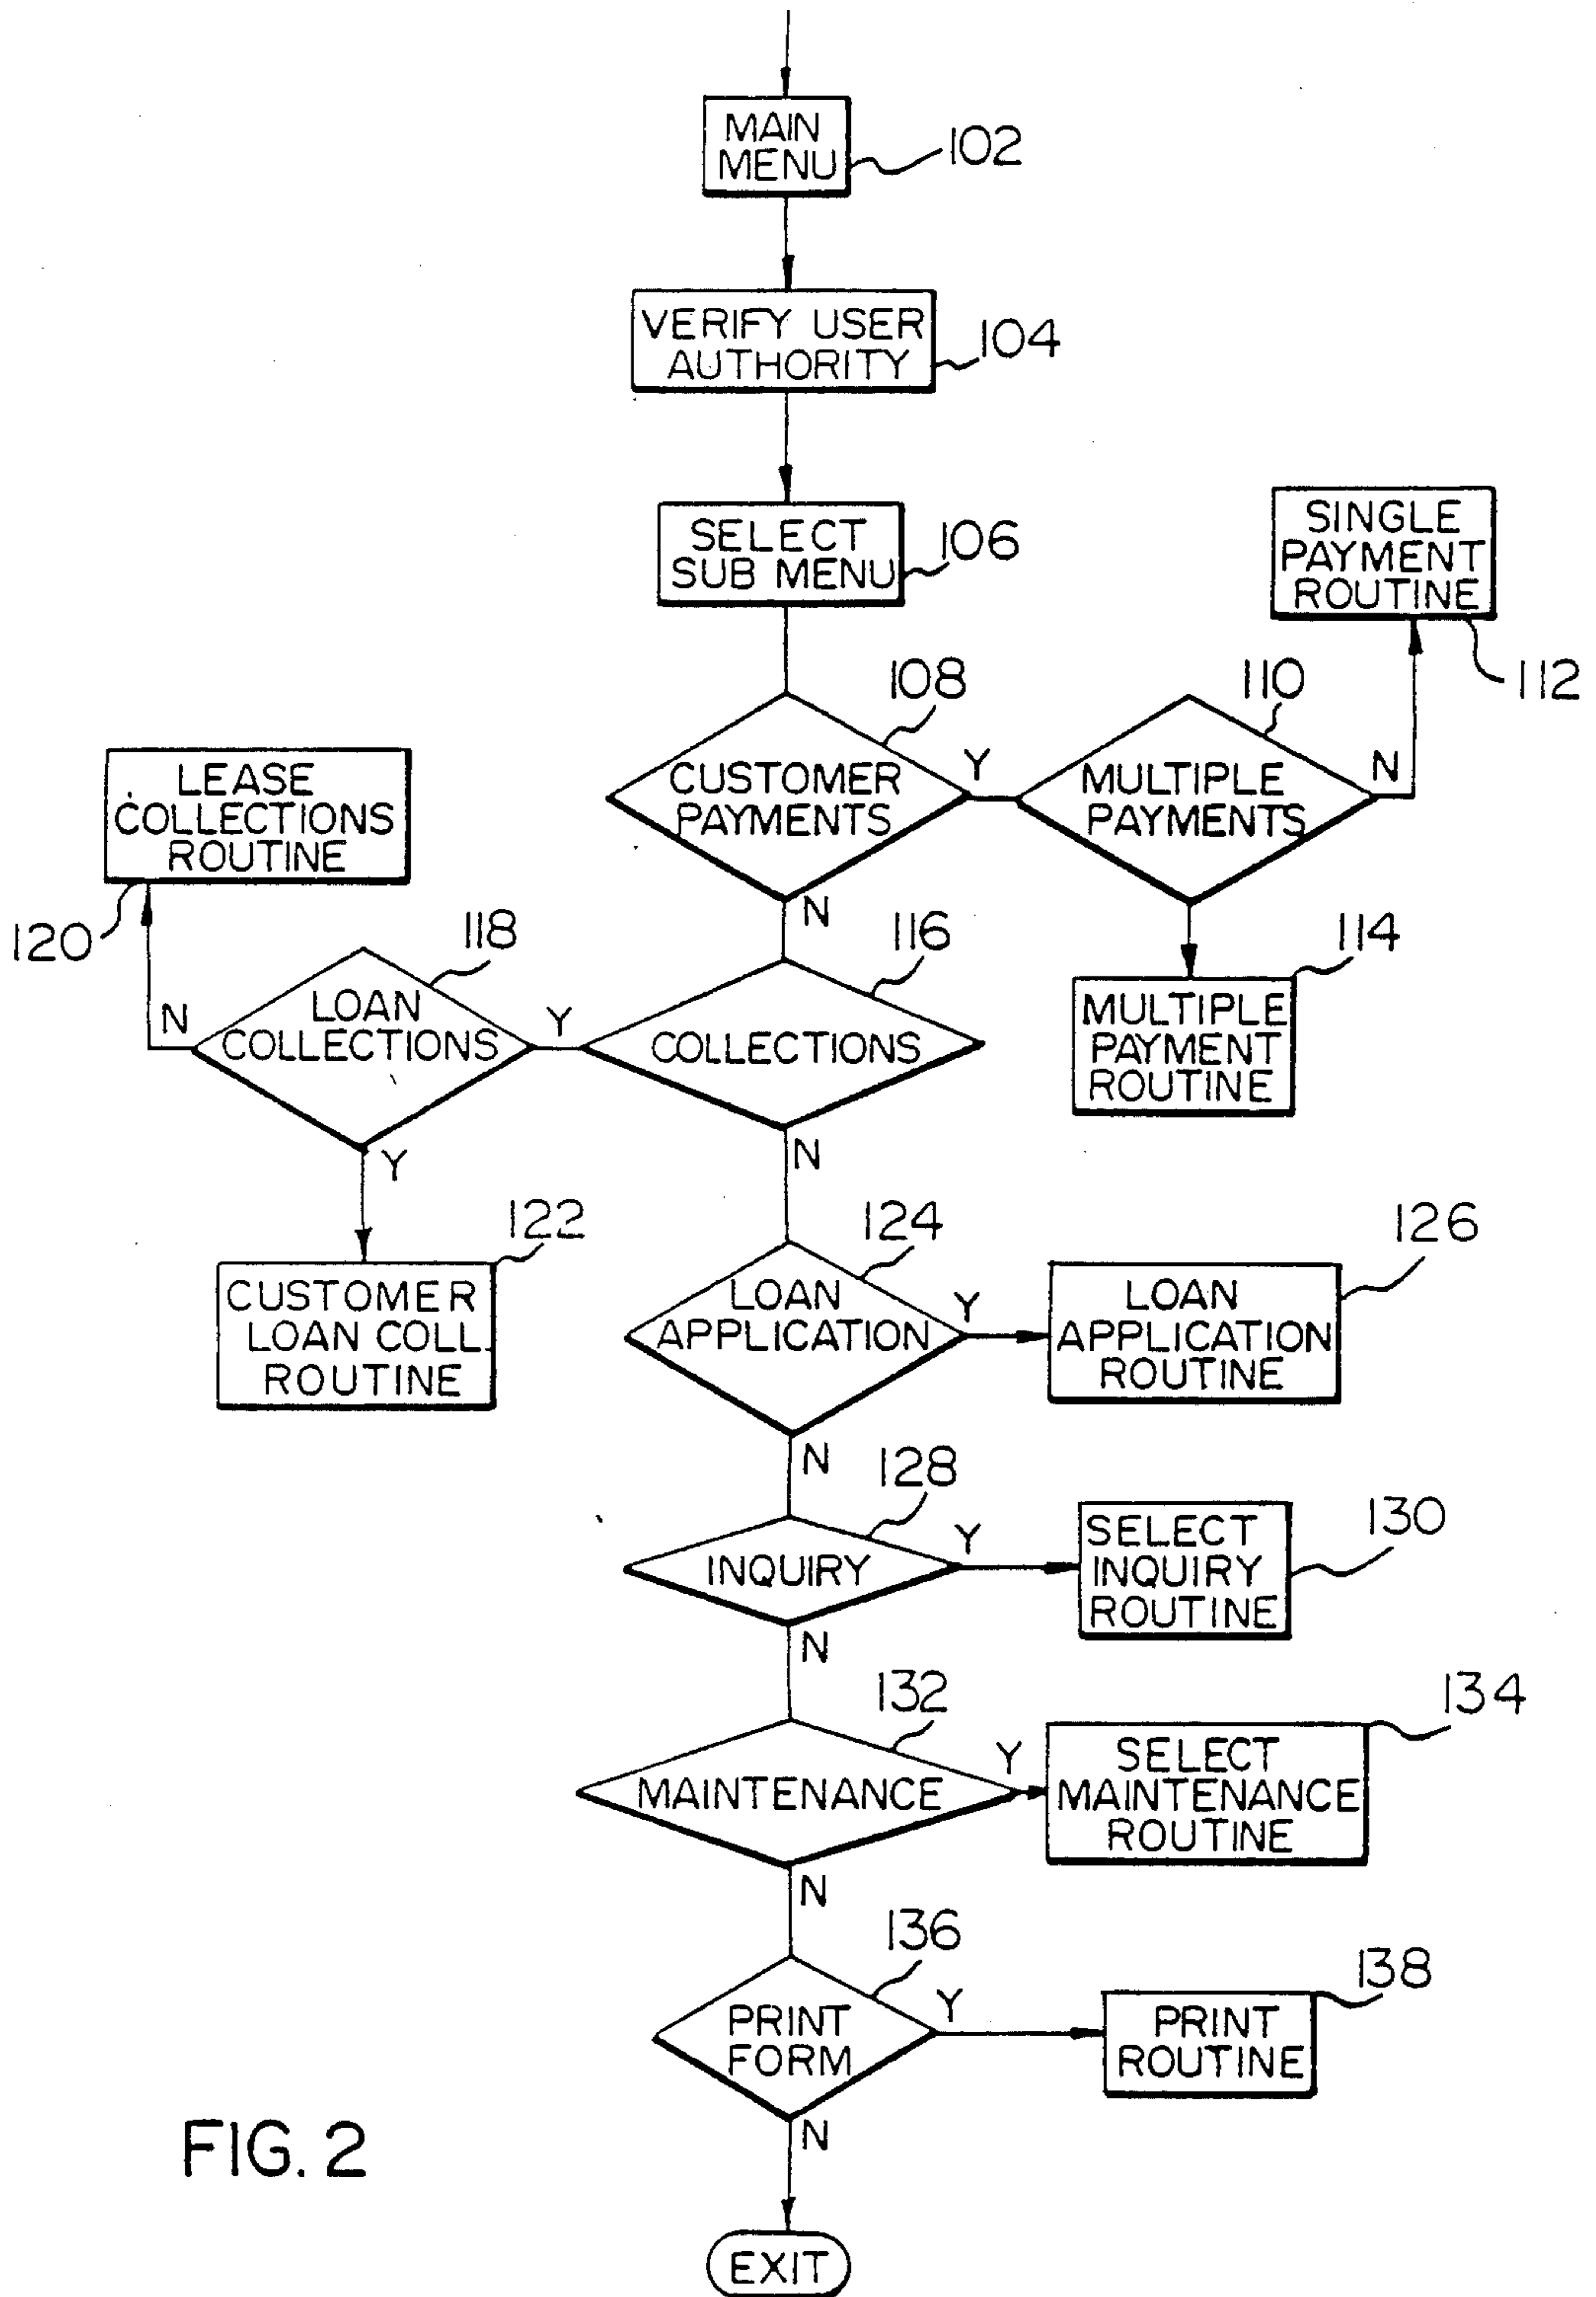 MAIN
MENU
102
VERIFY USER
AUTHORITY
104
SELECT
SUB MENU
106
SINGLE
PAYMENT
ROUTINE
112
108
CUSTOMER
PAYMENTS
Y
N
110
MULTIPLE
PAYMENTS
N
LEASE
COLLECTIONS
ROUTINE
120
118
LOAN
COLLECTIONS
N
Y
Y
116
COLLECTIONS
N
114
MULTIPLE
PAYMENT
ROUTINE
122
CUSTOMER
LOAN COLL.
ROUTINE
124
LOAN
APPLICATION
Y
N
126
LOAN
APPLICATION
ROUTINE
128
INQUIRY
Y
N
130
SELECT
INQUIRY
ROUTINE
132
MAINTENANCE
Y
N
134
SELECT
MAINTENANCE
ROUTINE
136
PRINT
FORM
Y
N
138
PRINT
ROUTINE
EXIT
FIG. 2